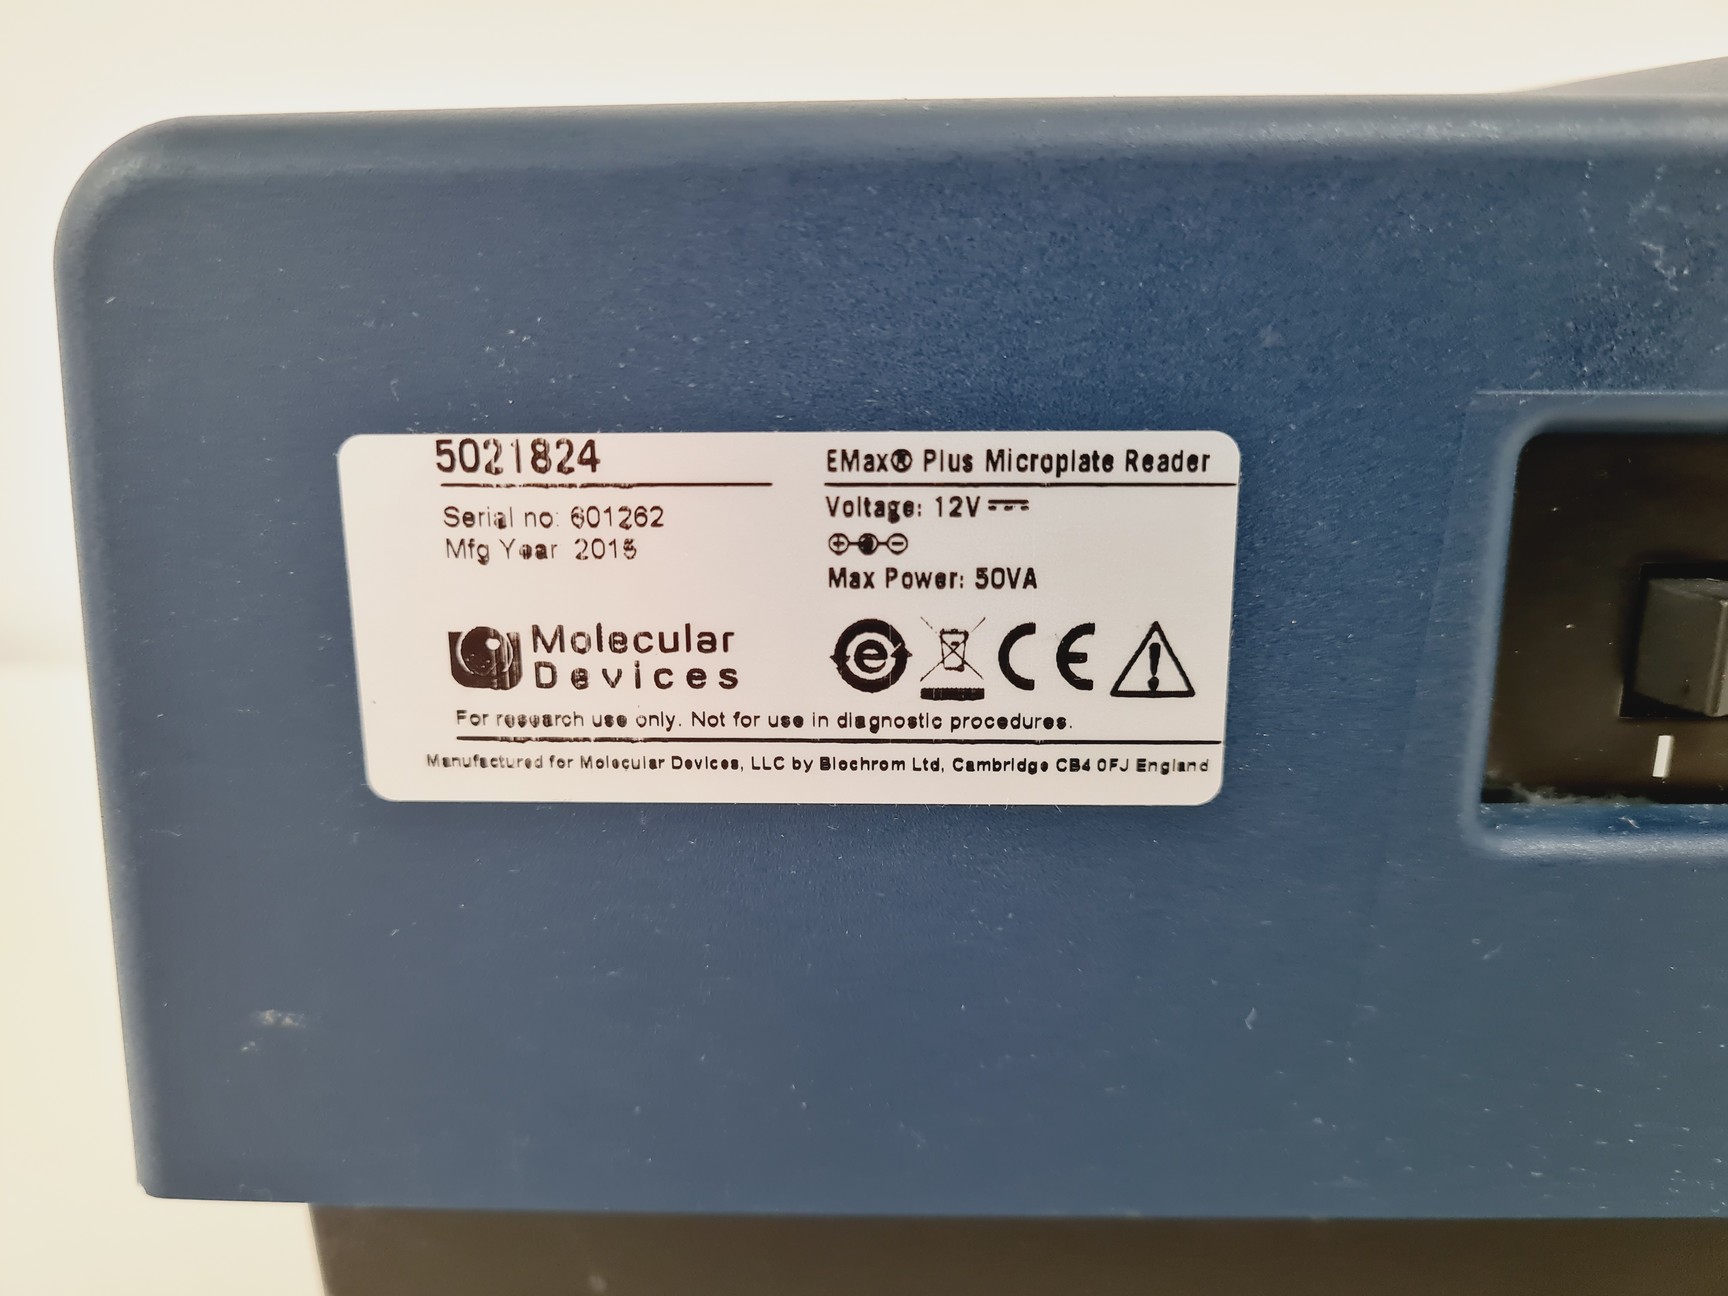 5021824
Serial no: 601262
Mfg Year 2015
EMax® Plus Microplate Reader
Voltage: 12V
Max Power: 50VA
Molecular
Devices
CE
For research use only. Not for use in diagnostic procedures.
Manufactured for Molecular Devices, LLC by Biochrom Ltd, Cambridge CB4 0FJ England